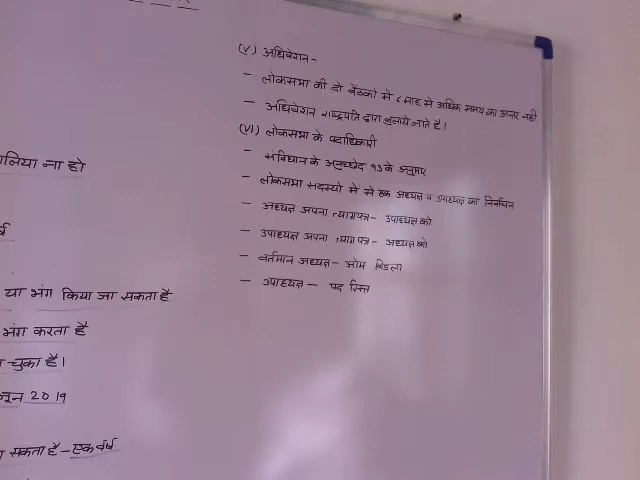 (V) अधिवेशन -
- लोकसभा की दो बैठको मे 6 माह से अधिक समय का अन्तर नही
- अधिवेशन राष्ट्रपति द्वारा बुलाये जाते है।
(VI) लोकसभा के पदाधिकारी
- संविधान के अनुच्छेद 93 के अनुसार
- लोकसभा सदस्यो मे से एक अध्यक्ष व उपाध्यक्ष का निर्वाचन
- अध्यक्ष अपना त्यागपत्र - उपाध्यक्ष को
- उपाध्यक्ष अपना त्यागपत्र - अध्यक्ष को
- वर्तमान अध्यक्ष - ओम बिडला
- उपाध्यक्ष - पद रिक्त
लिया ना हो
या भंग किया जा सकता है
भंग करता है
चुका है।
जून 2019
सकता है - एक वर्ष